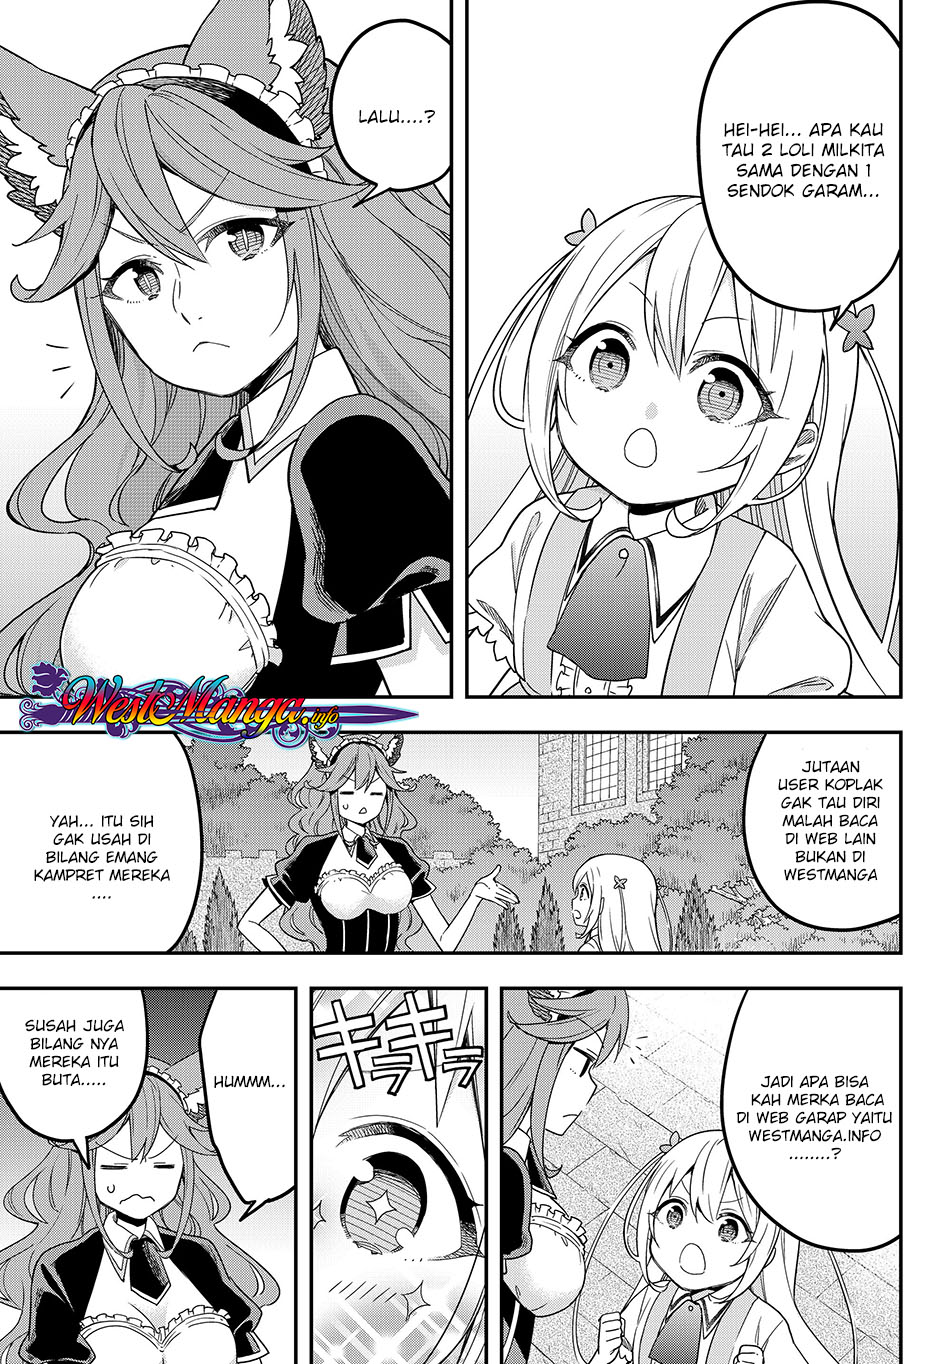 HEI-HEI... APA KAU
TAU 2 LOLI MILKITA
SAMA DENGAN 1
SENDOK GARAM...
LALU....?
WestManga.info
JUTAAN
USER KOPLAK
GAK TAU DIRI
MALAH BACA
DI WEB LAIN
BUKAN DI
WESTMANGA
YAH... ITU SIH
GAK USAH DI
BILANG EMANG
KAMPRET MEREKA
....
JADI APA BISA
KAH MERKA BACA
DI WEB GARAP YAITU
WESTMANGA.INFO
........?
キラキラ
HUMMM...
SUSAH JUGA
BILANG NYA
MEREKA ITU
BUTA.....